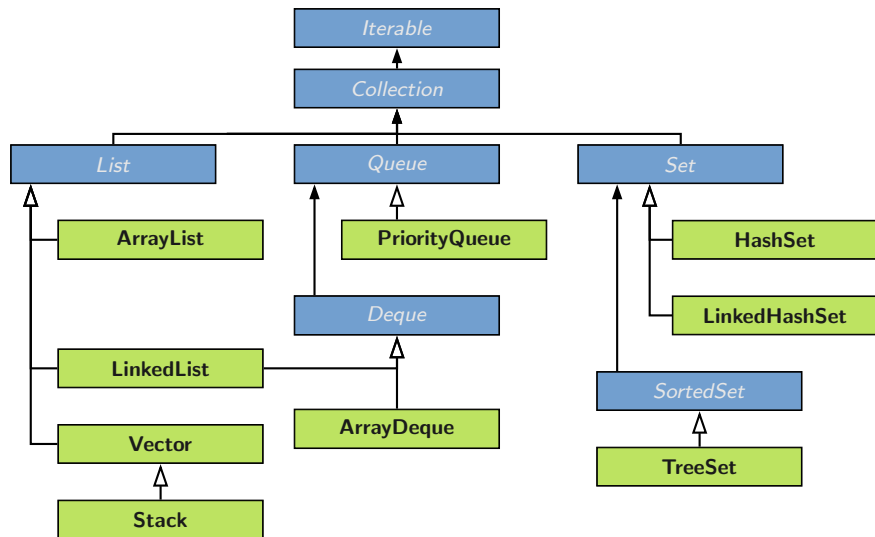 Iterable
Collection
List
Queue
Set
ArrayList
PriorityQueue
HashSet
Deque
LinkedHashSet
LinkedList
SortedSet
ArrayDeque
Vector
TreeSet
Stack